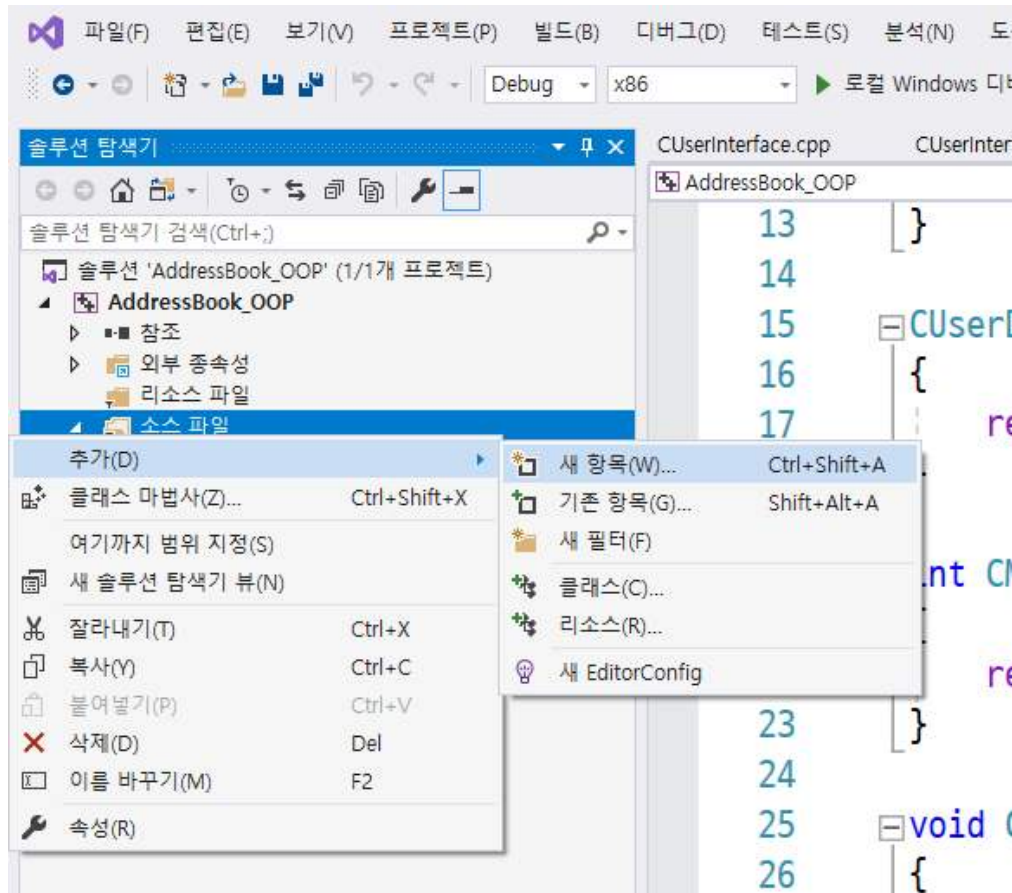 파일(F) 편집(E) 보기(V) 프로젝트(P) 빌드(B) 디버그(D) 테스트(S) 분석(N)
Debug x86 로컬 Windows
솔루션 탐색기
솔루션 탐색기 검색(Ctrl+;)
솔루션 'AddressBook_OOP' (1/1개 프로젝트)
AddressBook_OOP
참조
외부 종속성
리소스 파일
소스 파일
추가(D)
클래스 마법사(Z)... Ctrl+Shift+X
여기까지 범위 지정(S)
새 솔루션 탐색기 뷰(N)
잘라내기(T) Ctrl+X
복사(Y) Ctrl+C
붙여넣기(P) Ctrl+V
삭제(D) Del
이름 바꾸기(M) F2
속성(R)
새 항목(W)... Ctrl+Shift+A
기존 항목(G)... Shift+Alt+A
새 필터(F)
클래스(C)...
리소스(R)...
새 EditorConfig
CUserInterface.cpp CUserInter
AddressBook_OOP
13 }
14
15 CUser
16 {
17 re
nt C
re
23 }
24
25 void
26 {